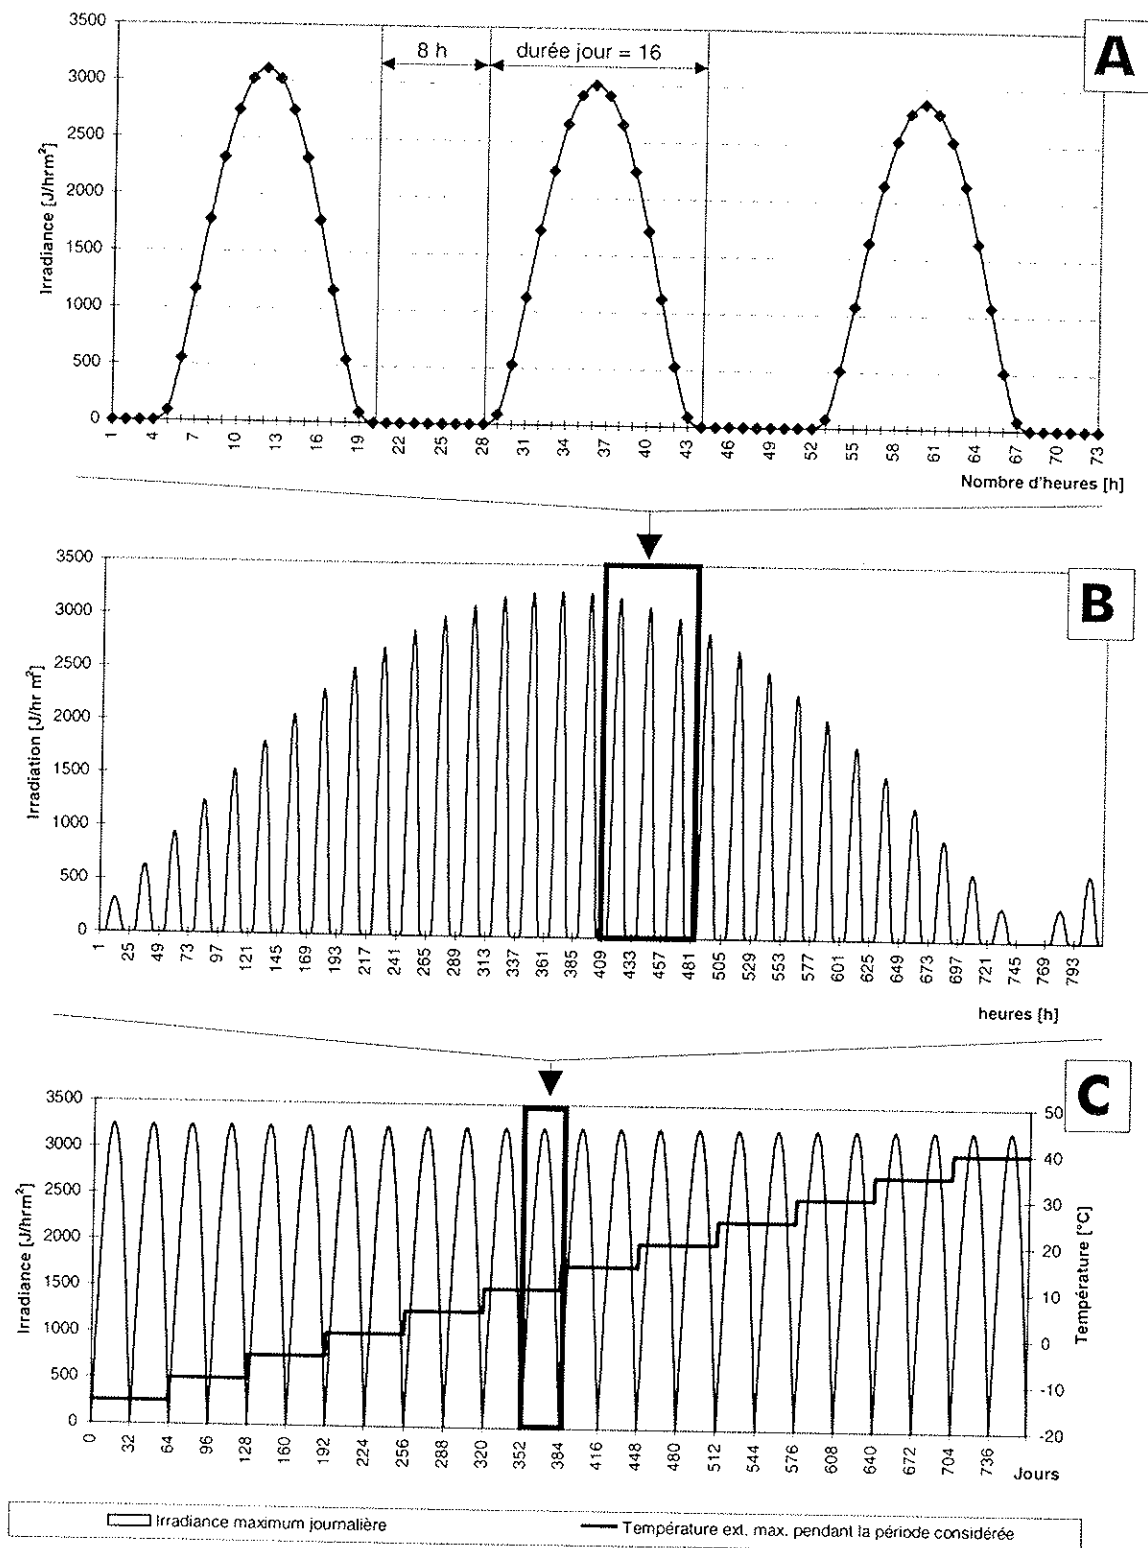 A
3500
3000
2500
2000
1500
1000
500
0
Irradiance [J/hrm²]
8 h
durée jour = 16
1 4 7 10 13 16 19 22 25 28 31 34 37 40 43 46 49 52 55 58 61 64 67 70 73
Nombre d'heures [h]
B
3500
3000
2500
2000
1500
1000
500
0
Irradiation [J/hr m²]
1 25 49 73 97 121 145 169 193 217 241 265 289 313 337 361 385 409 433 457 481 505 529 553 577 601 625 649 673 697 721 745 769 793
heures [h]
C
3500
3000
2500
2000
1500
1000
500
0
Irradiance [J/hrm²]
50
40
30
20
10
0
-10
-20
Température [°C]
0 32 64 96 128 160 192 224 256 288 320 352 384 416 448 480 512 544 576 608 640 672 704 736
Jours
Irradiance maximum journalière
Température ext. max. pendant la période considérée